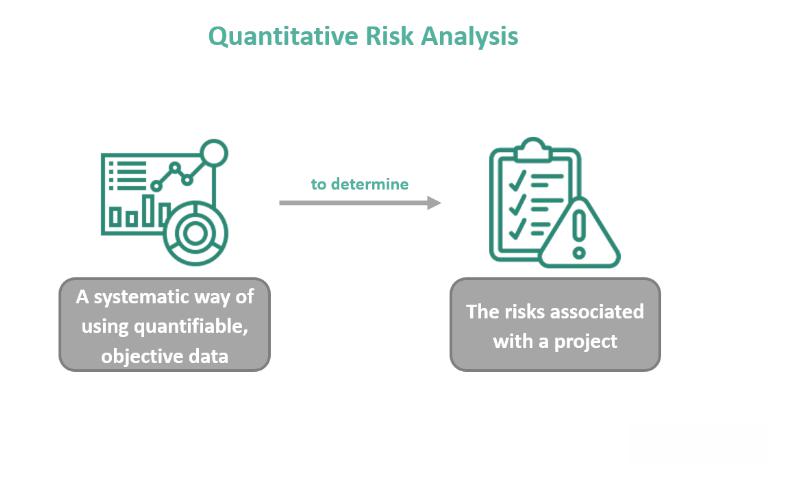 Quantitative Risk Analysis
to determine
A systematic way of
using quantifiable,
objective data
The risks associated
with a project